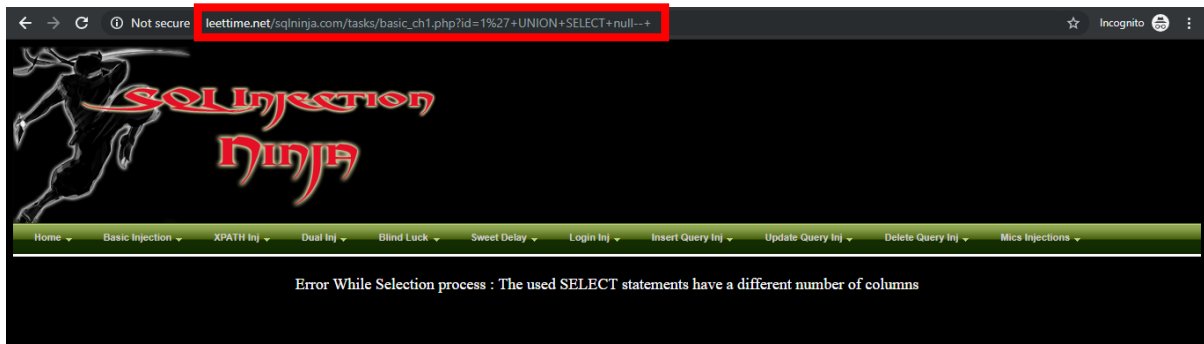 Not secure leettime.net/sqlninja.com/tasks/basic_ch1.php?id=1%27+UNION+SELECT+null--+ Incognito
SQL Injection
Ninja
Home Basic Injection XPATH Inj Dual Inj Blind Luck Sweet Delay Login Inj Insert Query Inj Update Query Inj Delete Query Inj Mics Injections
Error While Selection process : The used SELECT statements have a different number of columns